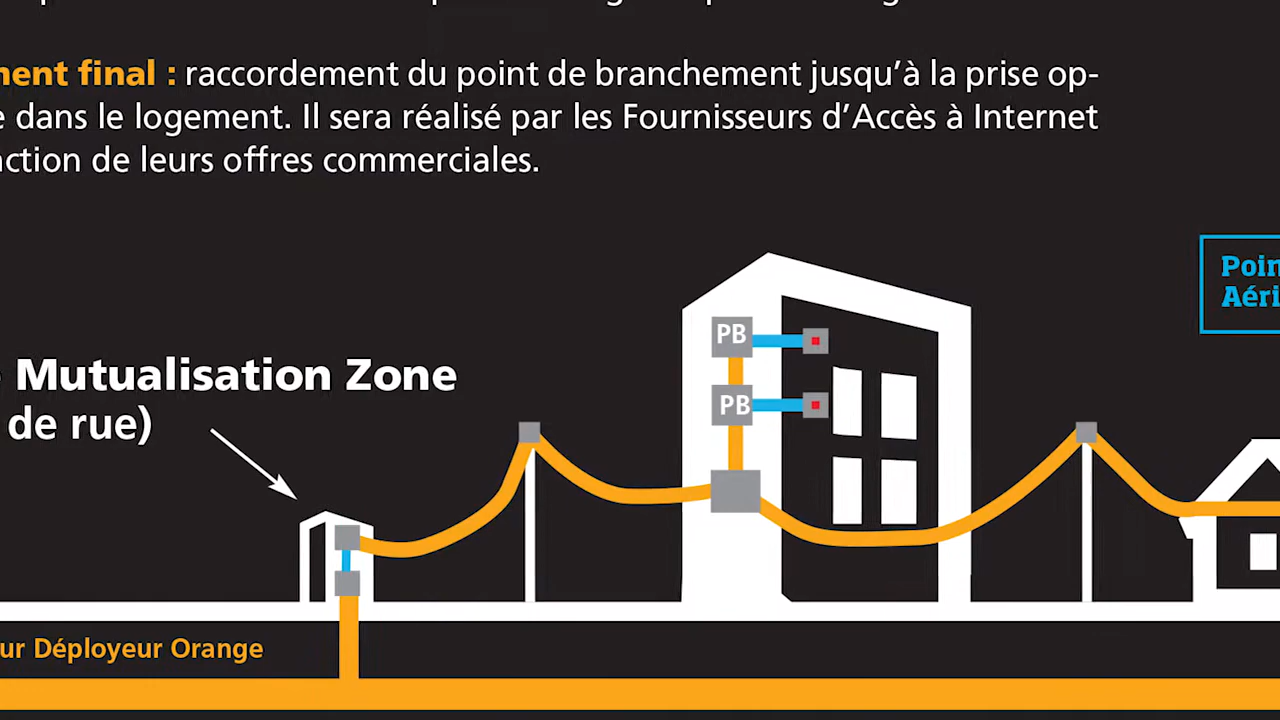 ment final : raccordement du point de branchement jusqu'à la prise op-
dans le logement. Il sera réalisé par les Fournisseurs d'Accès à Internet
de leurs offres commerciales.
Poin
Aéri
PB
PB
Mutualisation Zone
de rue)
ur Déployeur Orange